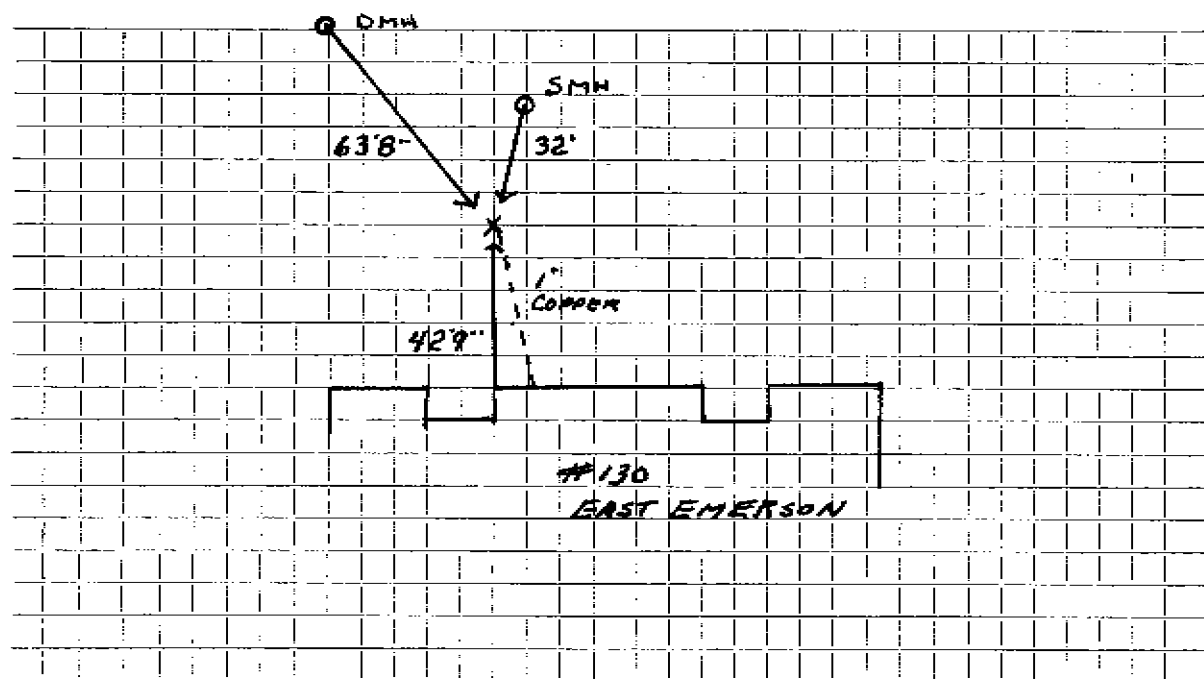 DMH
SMH
63'8"
32'
1"
COPPER
42'9"
#130
EAST EMERSON